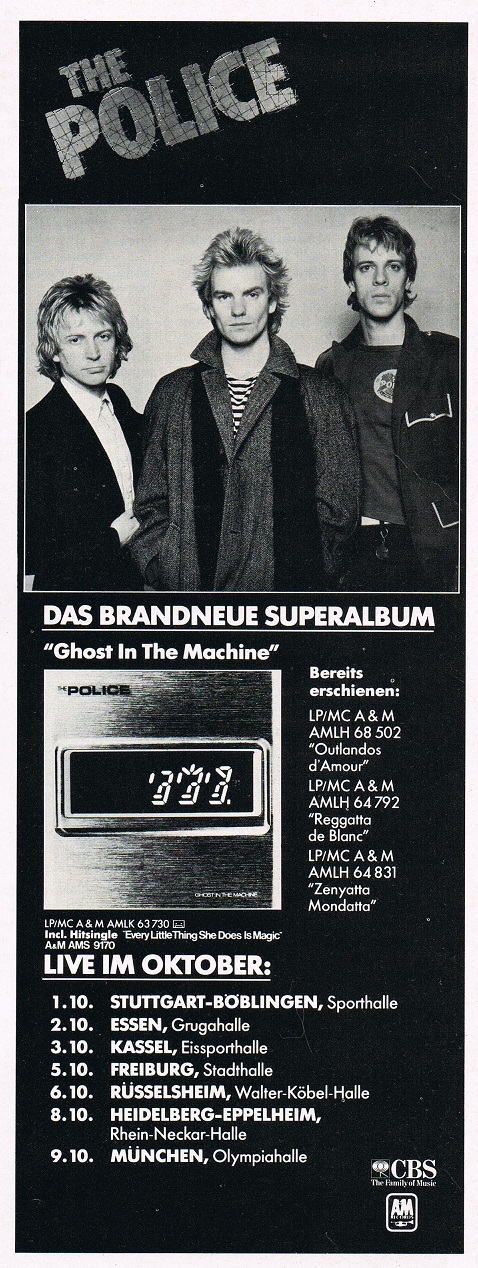 THE
POLICE
PO
DAS BRANDNEUE SUPERALBUM
"Ghost In The Machine"
THE POLICE
GHOST IN THE MACHINE
Bereits
erschienen:
LP/MC A & M
AMLH 68 502
"Outlandos
d'Amour"
LP/MC A & M
AMLH 64 792
"Reggatta
de Blanc"
LP/MC A & M
AMLH 64 831
"Zenyatta
Mondatta"
LP/MC A & M AMLK 63 730
Incl. Hitsingle "Every Little Thing She Does Is Magic"
A&M AMS 9170
LIVE IM OKTOBER:
1.10. STUTTGART-BÖBLINGEN, Sporthalle
2.10. ESSEN, Grugahalle
3.10. KASSEL, Eissporthalle
5.10. FREIBURG, Stadthalle
6.10. RÜSSELSHEIM, Walter-Köbel-Halle
8.10. HEIDELBERG-EPPELHEIM,
Rhein-Neckar-Halle
9.10. MÜNCHEN, Olympiahalle
CBS
The Family of Music
A&M
RECORDS